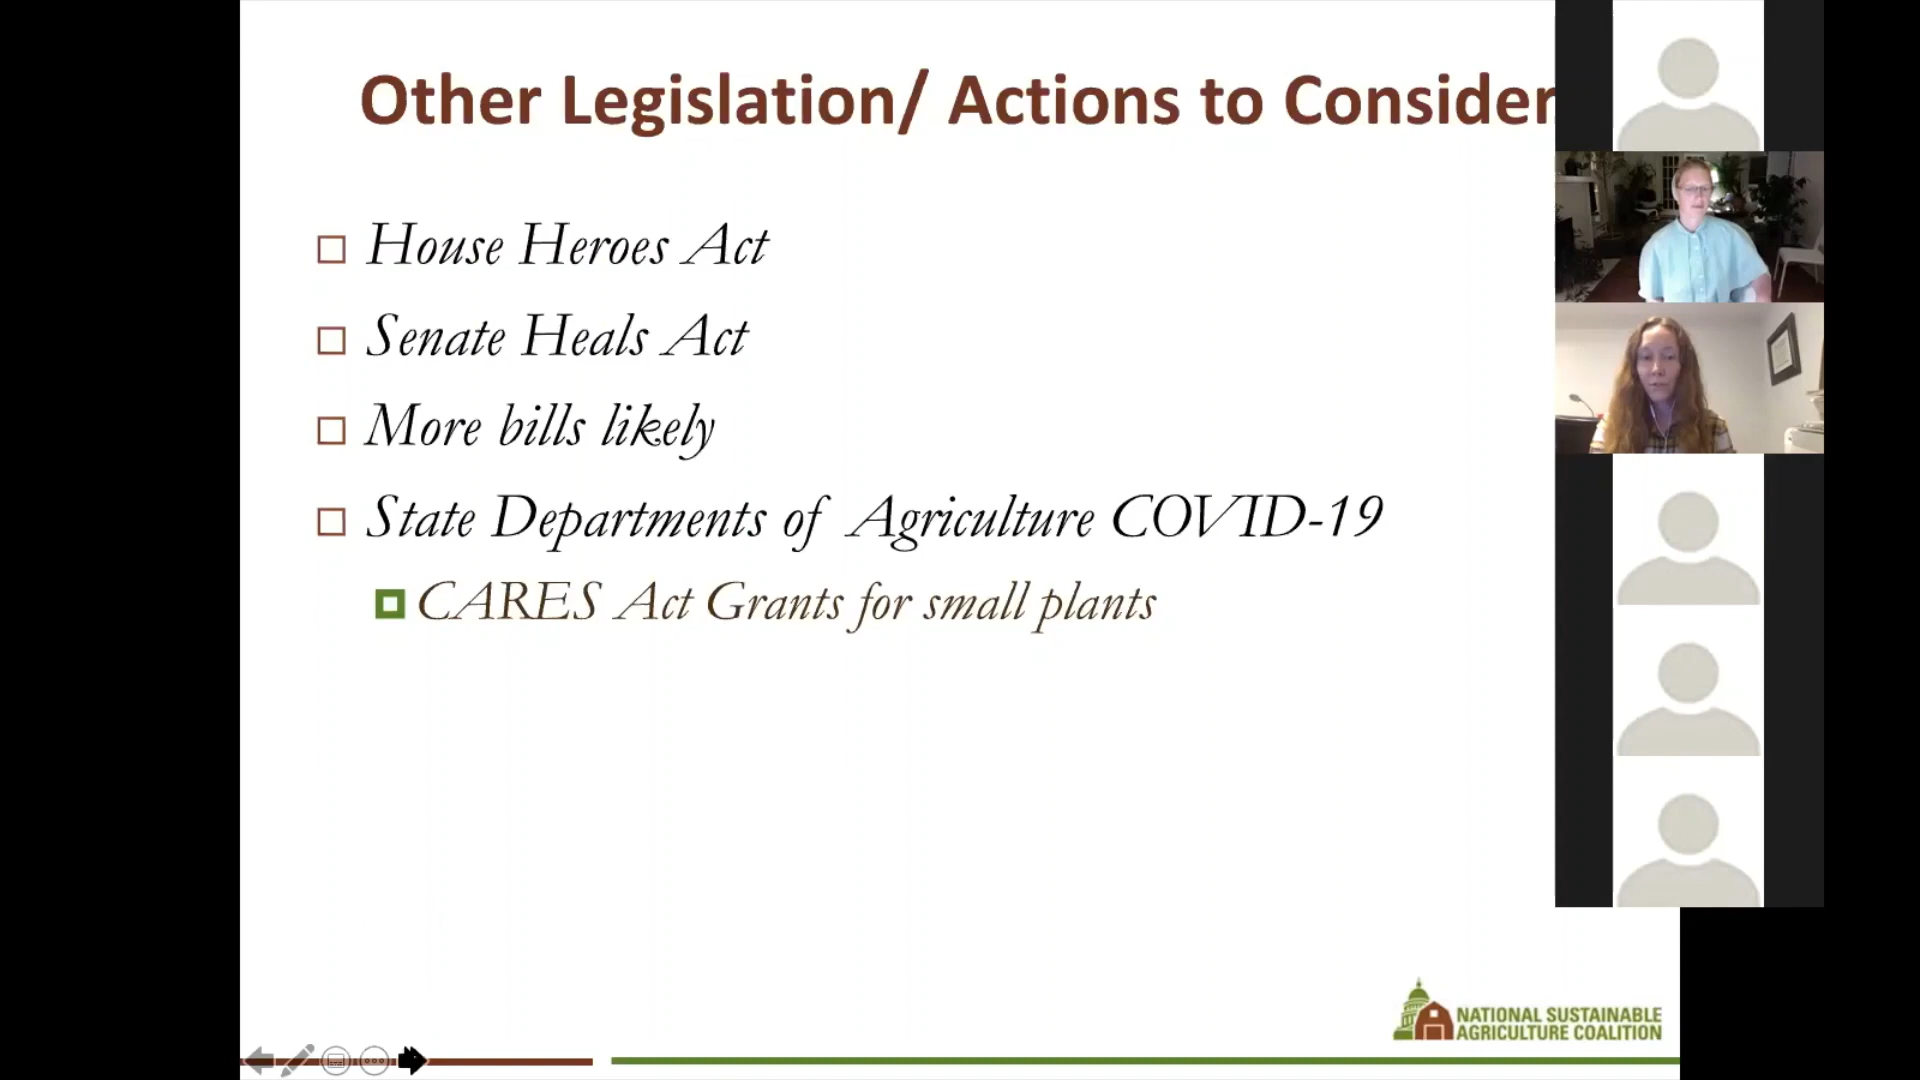 Other Legislation/ Actions to Consider
House Heroes Act
Senate Heals Act
More bills likely
State Departments of Agriculture COVID-19
CARES Act Grants for small plants
NATIONAL SUSTAINABLE
AGRICULTURE COALITION